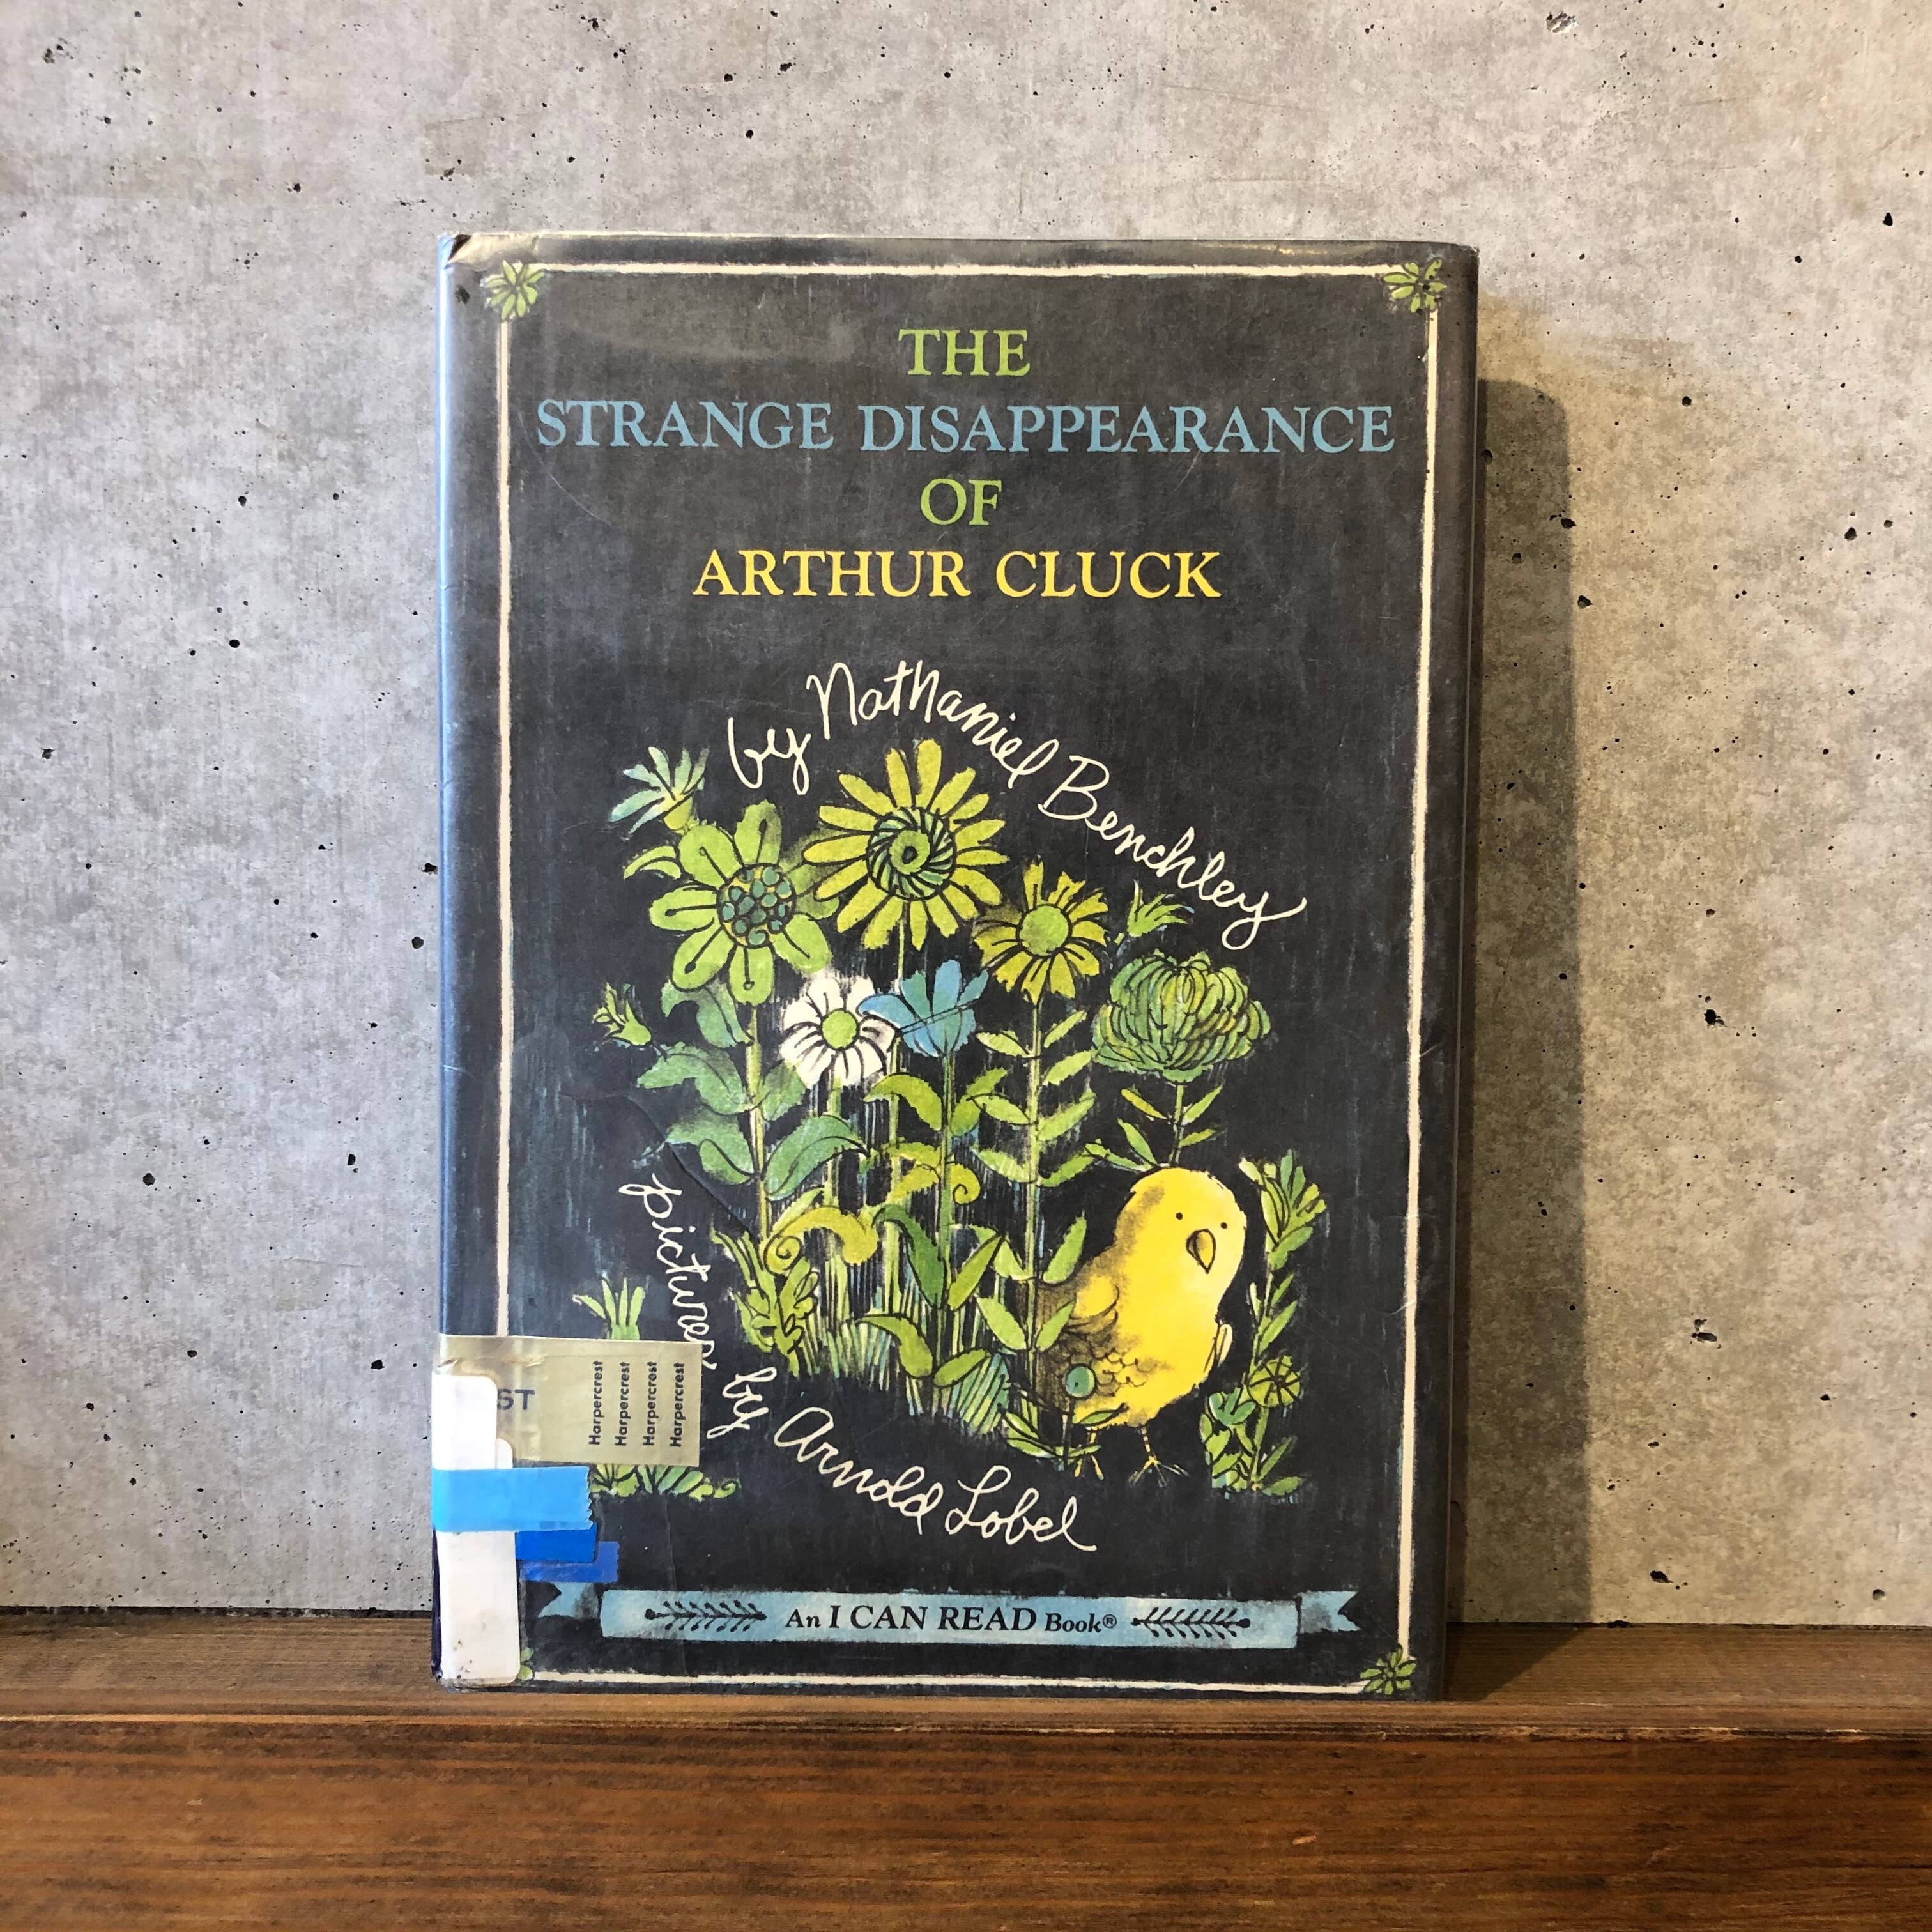 THE
STRANGE DISAPPEARANCE
OF
ARTHUR CLUCK
by Nathaniel Benchley
pictures by Arnold Lobel
ST
Harpercrest
Harpercrest
Harpercrest
Harpercrest
An I CAN READ Book®